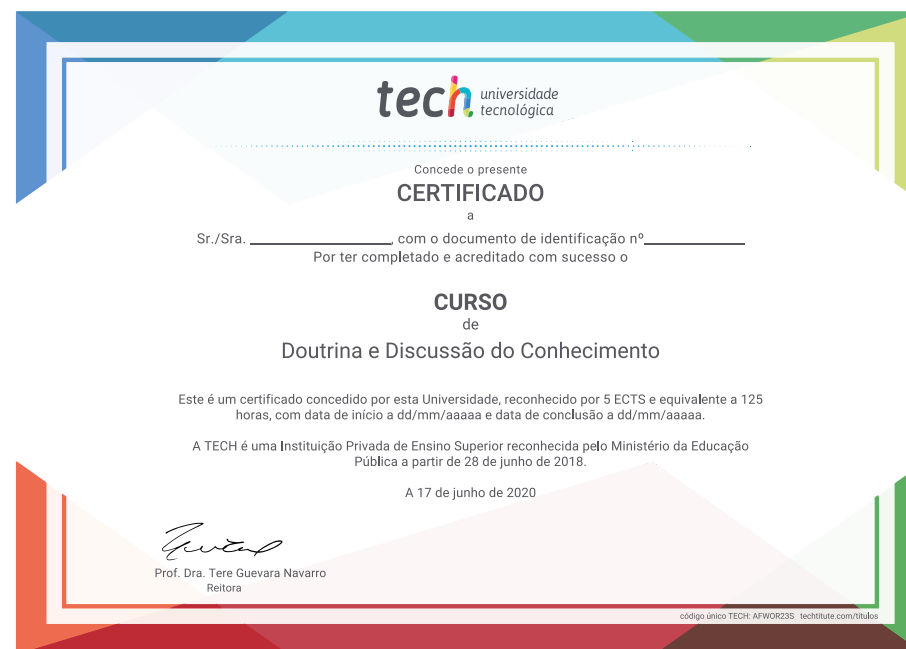 tech universidade
tecnológica
Concede o presente
CERTIFICADO
a
Sr./Sra. ____________________, com o documento de identificação nº______________
Por ter completado e acreditado com sucesso o
CURSO
de
Doutrina e Discussão do Conhecimento
Este é um certificado concedido por esta Universidade, reconhecido por 5 ECTS e equivalente a 125
horas, com data de início a dd/mm/aaaaa e data de conclusão a dd/mm/aaaaa.
A TECH é uma Instituição Privada de Ensino Superior reconhecida pelo Ministério da Educação
Pública a partir de 28 de junho de 2018.
A 17 de junho de 2020
Prof. Dra. Tere Guevara Navarro
Reitora
código único TECH: AFWOR23S techtitute.com/titulos